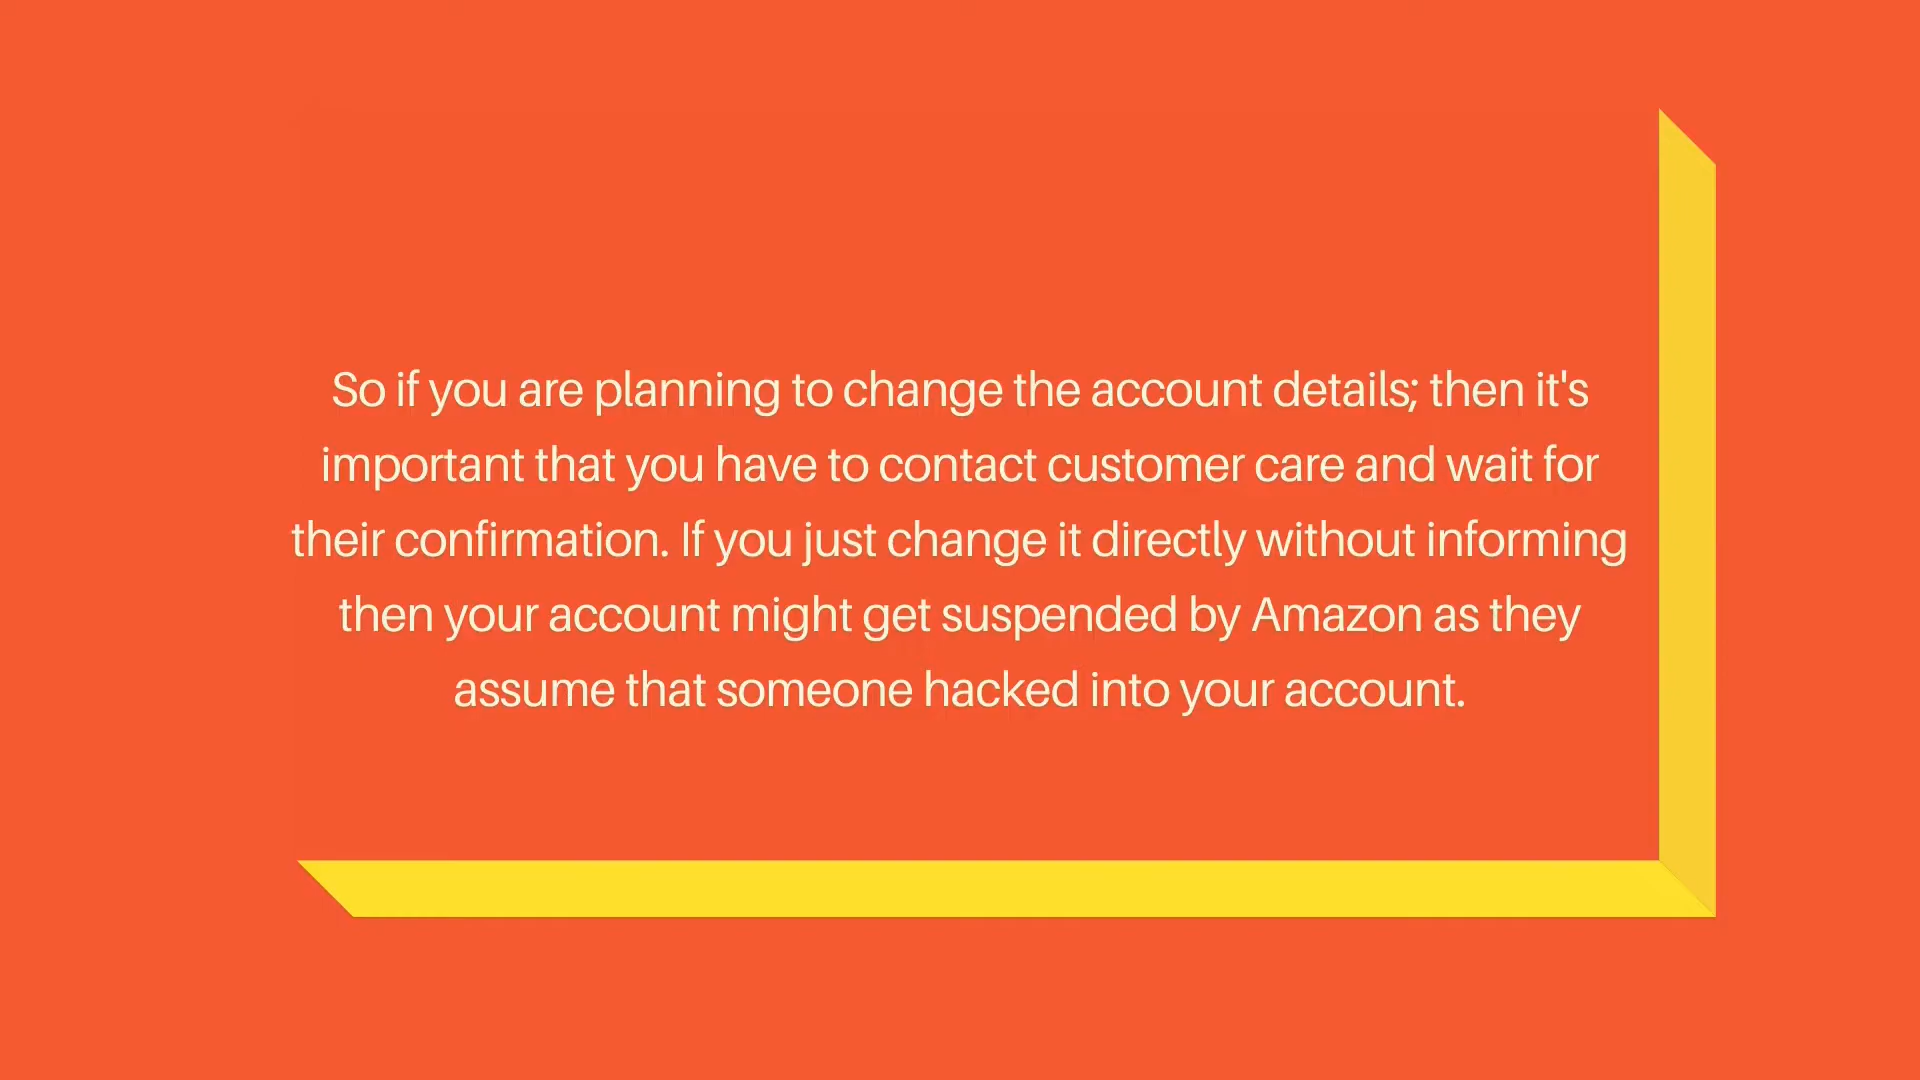 So if you are planning to change the account details; then it's
important that you have to contact customer care and wait for
their confirmation. If you just change it directly without informing
then your account might get suspended by Amazon as they
assume that someone hacked into your account.